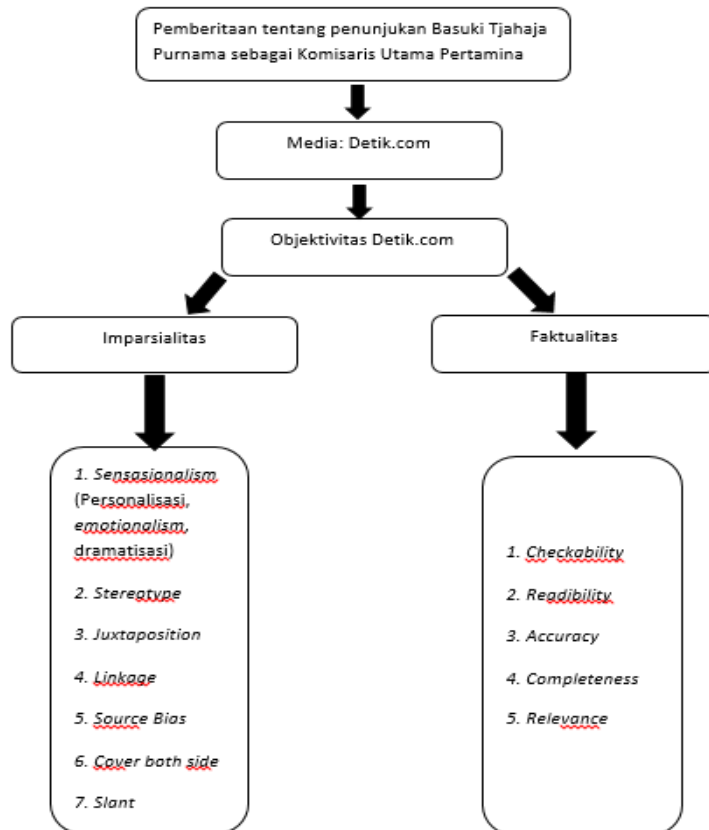 Pemberitaan tentang penunjukan Basuki Tjahaja
Purnama sebagai Komisaris Utama Pertamina
Media: Detik.com
Objektivitas Detik.com
Imparsialitas
Faktualitas
1. Sensasionalism
(Personalisasi,
emotionalism,
dramatisasi)
2. Stereotype
3. Juxtaposition
4. Linkage
5. Source Bias
6. Cover both side
7. Slant
1. Checkability
2. Readibility
3. Accuracy
4. Completeness
5. Relevance